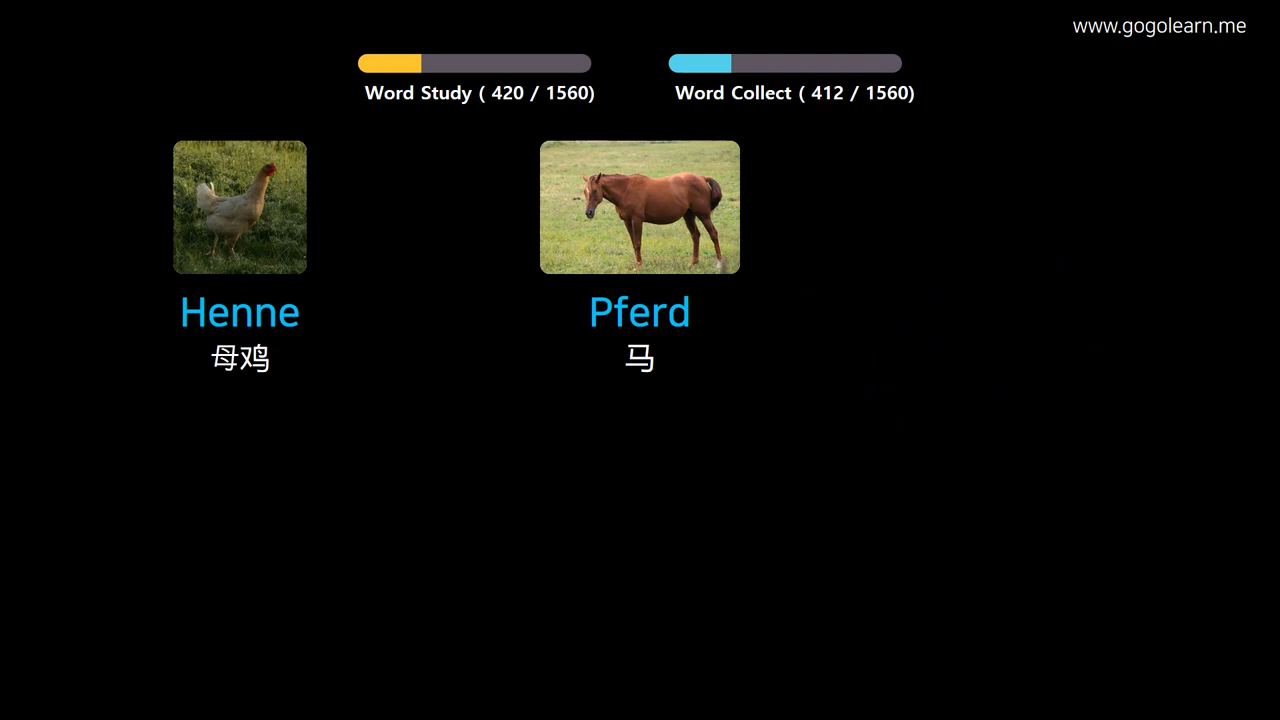 www.gogolearn.me
Word Study ( 420 / 1560)
Word Collect ( 412 / 1560)
Henne
Pferd
母鸡
马